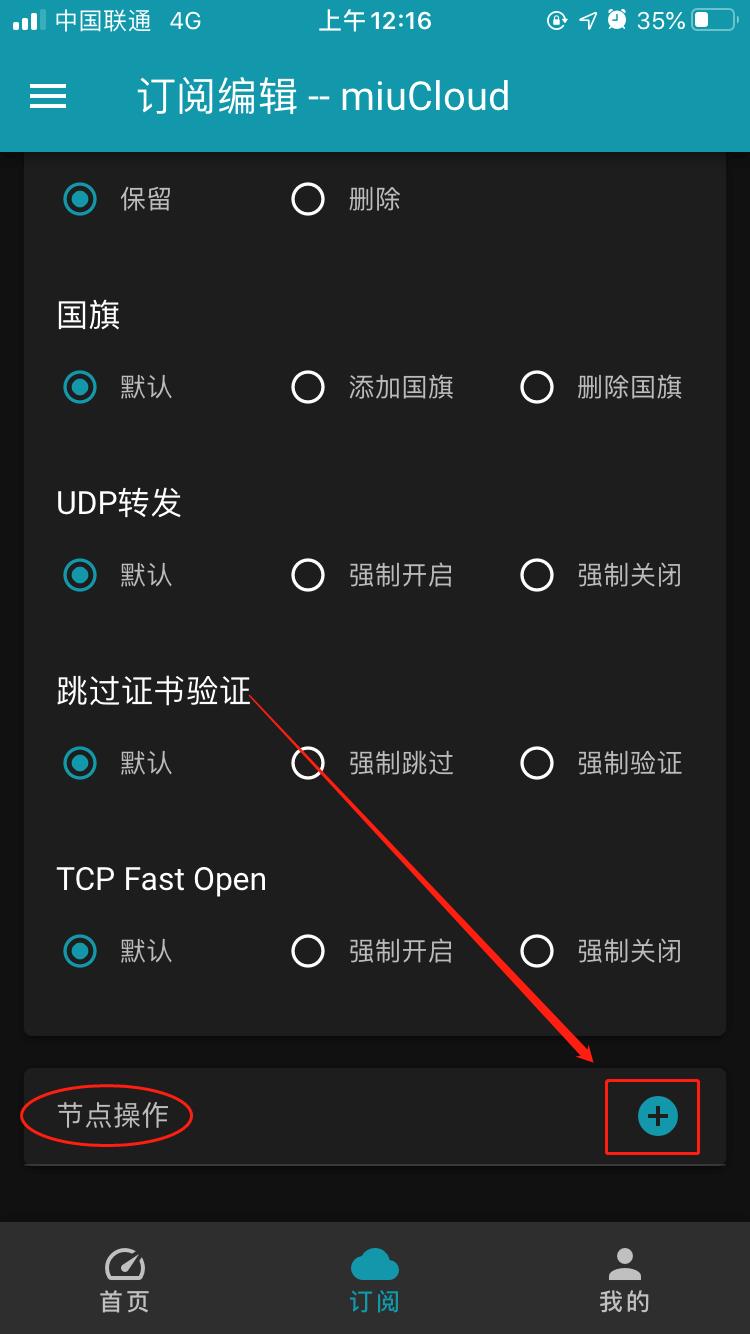 中国联通 4G 上午12:16 35%
订阅编辑 -- miuCloud
保留 删除
国旗
默认 添加国旗 删除国旗
UDP转发
默认 强制开启 强制关闭
跳过证书验证
默认 强制跳过 强制验证
TCP Fast Open
默认 强制开启 强制关闭
节点操作
首页 订阅 我的